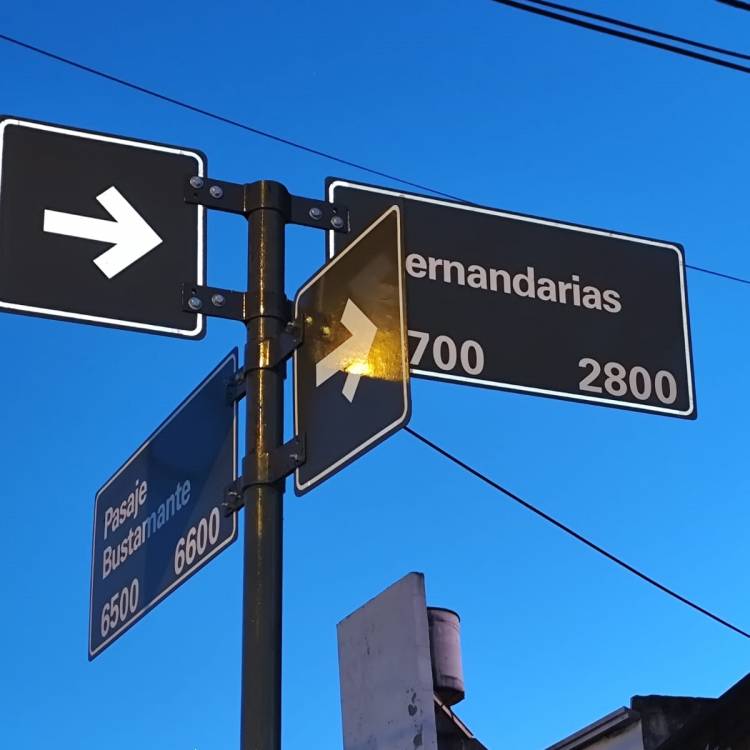 ernandarias
700 2800
Pasaje
Bustamante
6500 6600